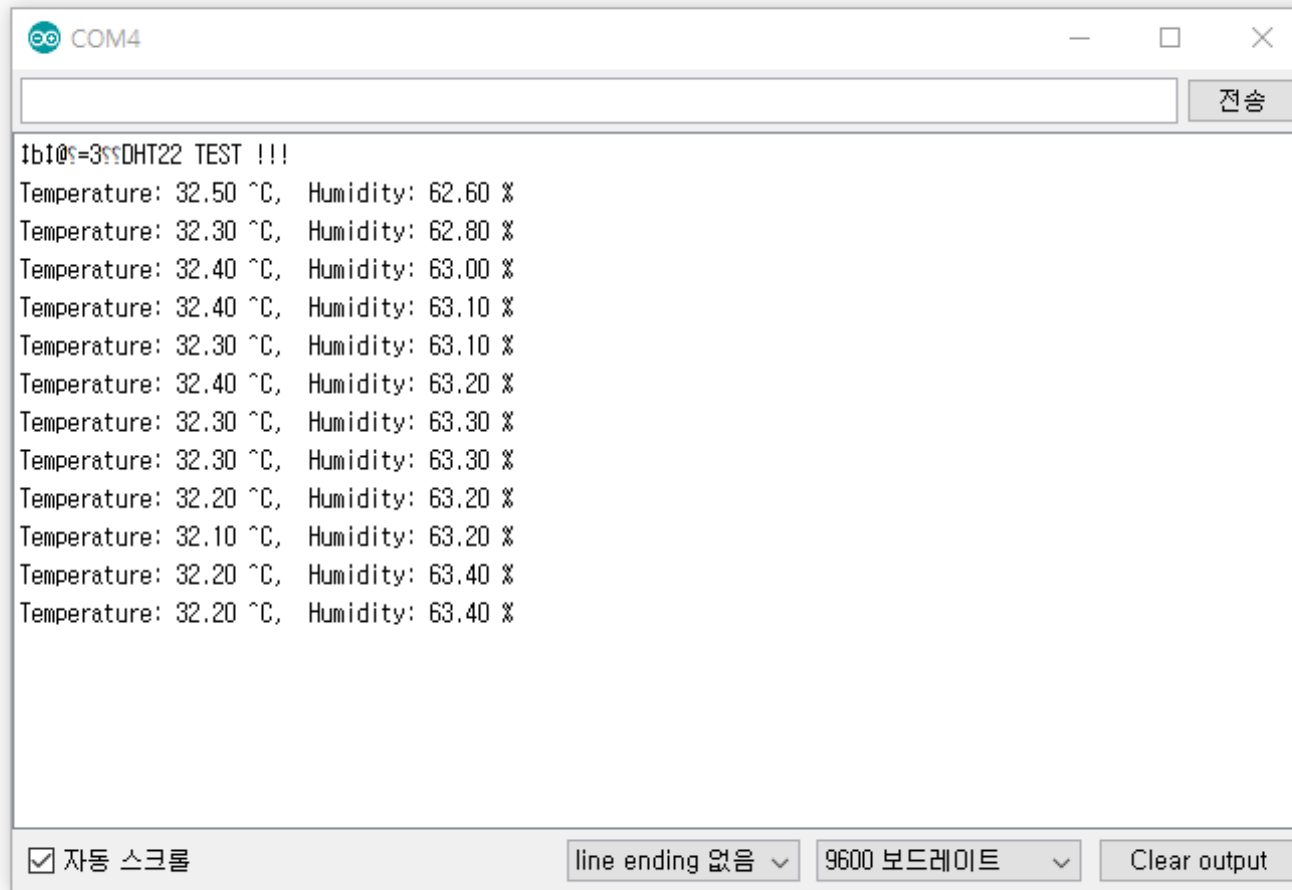 COM4
전송
DHT22 TEST !!!
Temperature: 32.50 ^C, Humidity: 62.60 %
Temperature: 32.30 ^C, Humidity: 62.80 %
Temperature: 32.40 ^C, Humidity: 63.00 %
Temperature: 32.40 ^C, Humidity: 63.10 %
Temperature: 32.30 ^C, Humidity: 63.10 %
Temperature: 32.40 ^C, Humidity: 63.20 %
Temperature: 32.30 ^C, Humidity: 63.30 %
Temperature: 32.30 ^C, Humidity: 63.30 %
Temperature: 32.20 ^C, Humidity: 63.20 %
Temperature: 32.10 ^C, Humidity: 63.20 %
Temperature: 32.20 ^C, Humidity: 63.40 %
Temperature: 32.20 ^C, Humidity: 63.40 %
자동 스크롤
line ending 없음
9600 보드레이트
Clear output